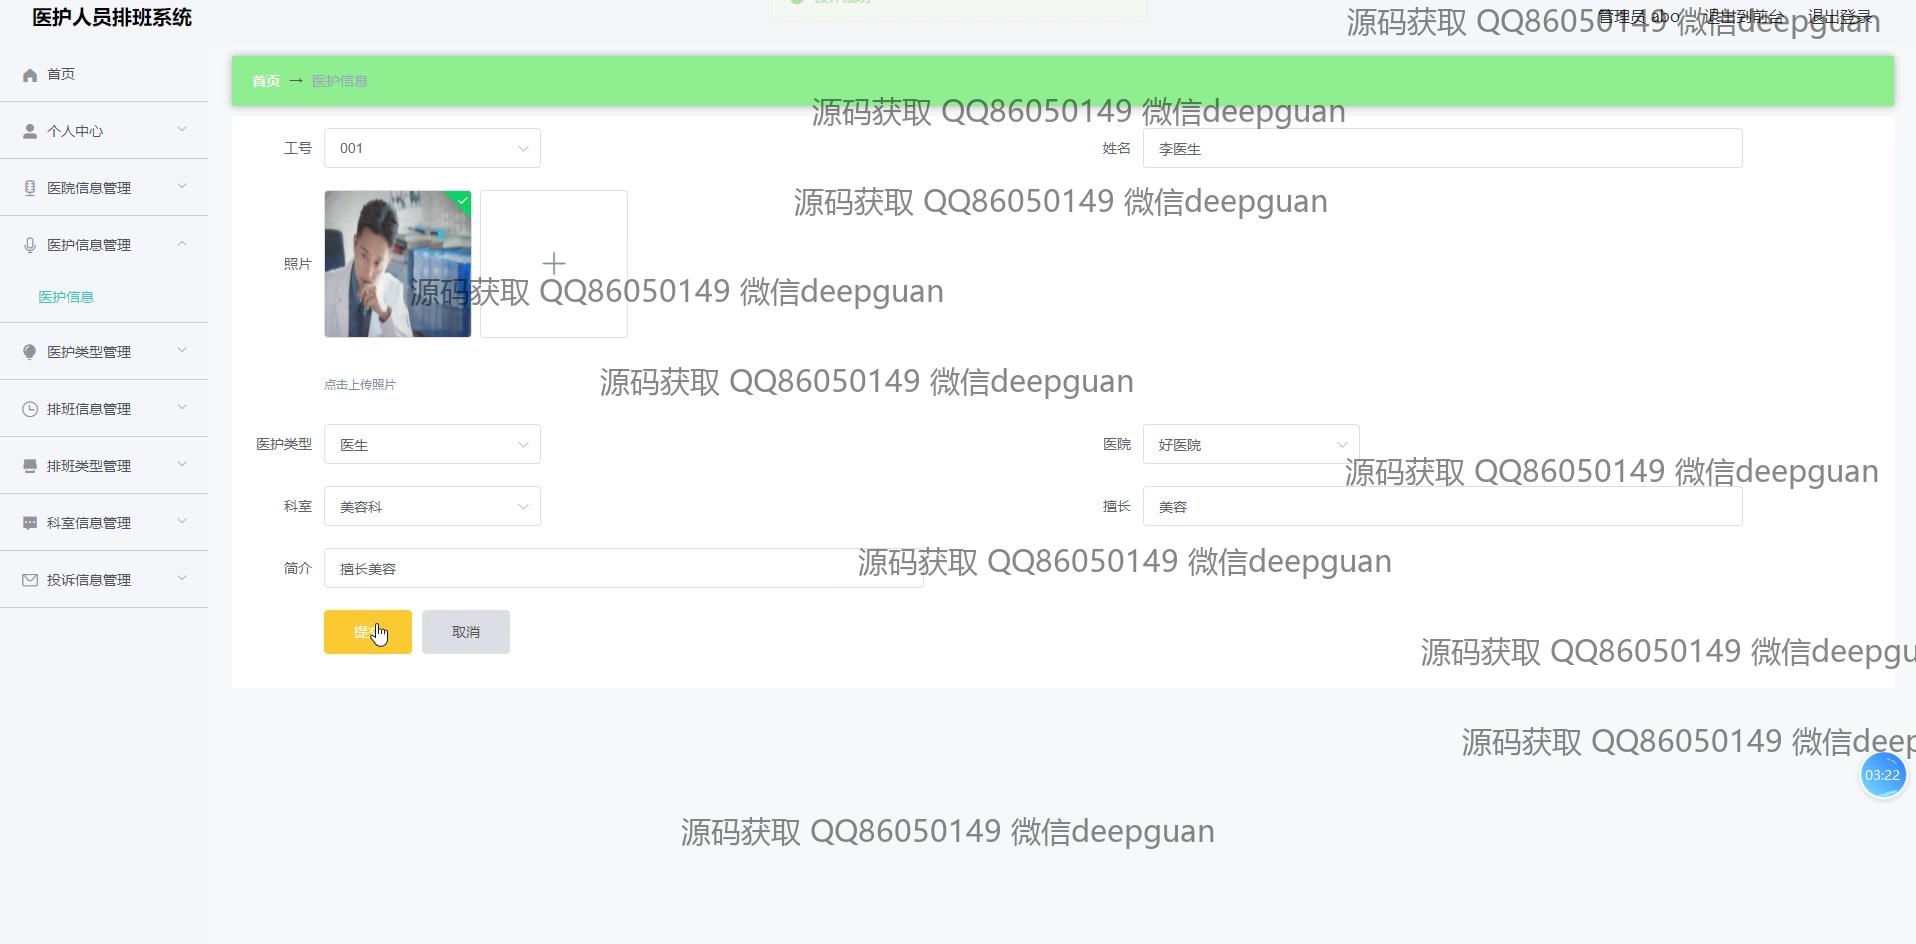 医护人员排班系统
操作成功
管理员 abo
退出到前台
退出登录
源码获取 QQ86050149 微信deepguan
首页
首页 → 医护信息
源码获取 QQ86050149 微信deepguan
个人中心
工号 001
姓名 李医生
医院信息管理
源码获取 QQ86050149 微信deepguan
医护信息管理
照片
源码获取 QQ86050149 微信deepguan
医护信息
医护类型管理
点击上传照片
源码获取 QQ86050149 微信deepguan
排班信息管理
医护类型 医生
医院 好医院
排班类型管理
源码获取 QQ86050149 微信deepguan
科室 美容科
擅长 美容
科室信息管理
简介 擅长美容
源码获取 QQ86050149 微信deepguan
投诉信息管理
取消
源码获取 QQ86050149 微信deepgu
源码获取 QQ86050149 微信deep
03:22
源码获取 QQ86050149 微信deepguan